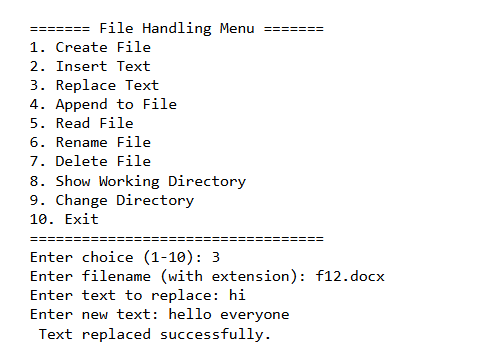 ======= File Handling Menu =======
1. Create File
2. Insert Text
3. Replace Text
4. Append to File
5. Read File
6. Rename File
7. Delete File
8. Show Working Directory
9. Change Directory
10. Exit
==================================
Enter choice (1-10): 3
Enter filename (with extension): f12.docx
Enter text to replace: hi
Enter new text: hello everyone
 Text replaced successfully.